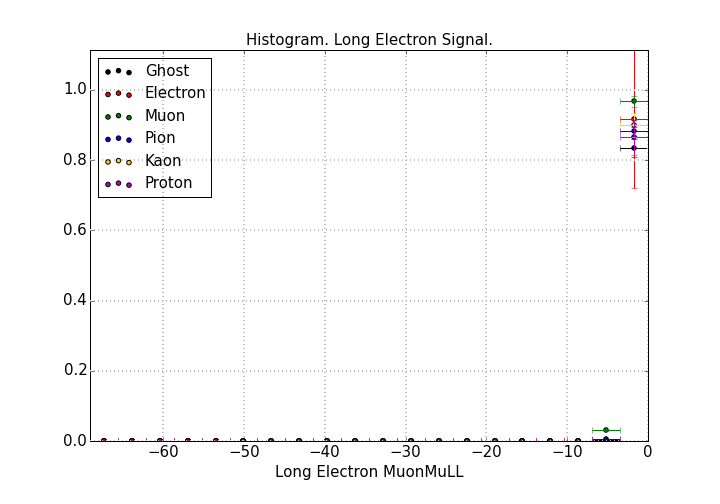 Histogram. Long Electron Signal.
Ghost
Electron
Muon
Pion
Kaon
Proton
1.0
0.8
0.6
0.4
0.2
0.0
−60 −50 −40 −30 −20 −10 0
Long Electron MuonMuLL